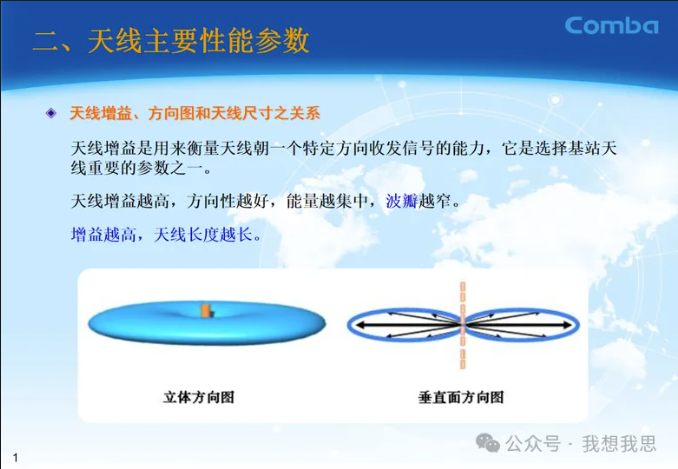 Comba
二、天线主要性能参数
天线增益、方向图和天线尺寸之关系
天线增益是用来衡量天线朝一个特定方向收发信号的能力，它是选择基站天
线重要的参数之一。
天线增益越高，方向性越好，能量越集中，波瓣越窄。
增益越高，天线长度越长。
立体方向图
垂直面方向图
公众号 · 我想我思
1